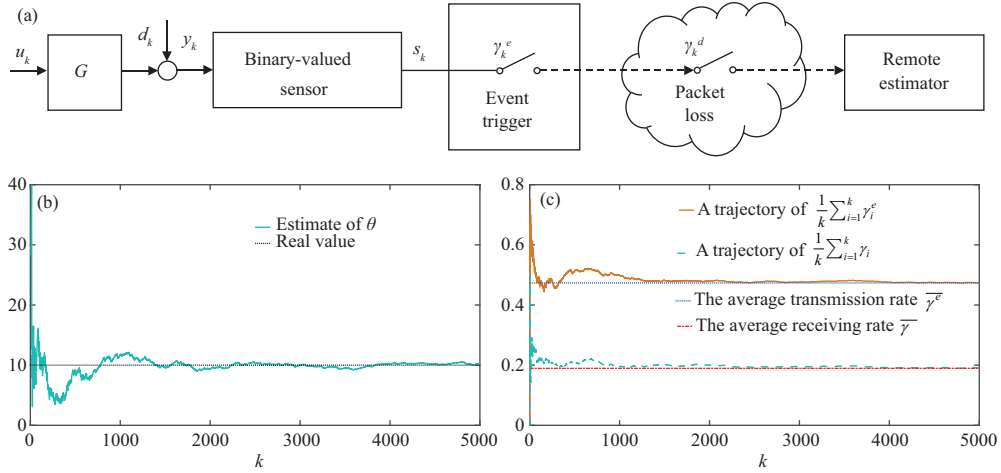 (a)
u_k
G
d_k
y_k
Binary-valued
sensor
s_k
γ_k^e
Event
trigger
γ_k^d
Packet
loss
Remote
estimator
(b)
40
30
20
10
0
0 1000 2000 3000 4000 5000
k
Estimate of θ
Real value
(c)
0.8
0.6
0.4
0.2
0
0 1000 2000 3000 4000 5000
k
A trajectory of 1/k ∑_{i=1}^k γ_i^e
A trajectory of 1/k ∑_{i=1}^k γ_i
The average transmission rate \overline{γ^e}
The average receiving rate \overline{γ}